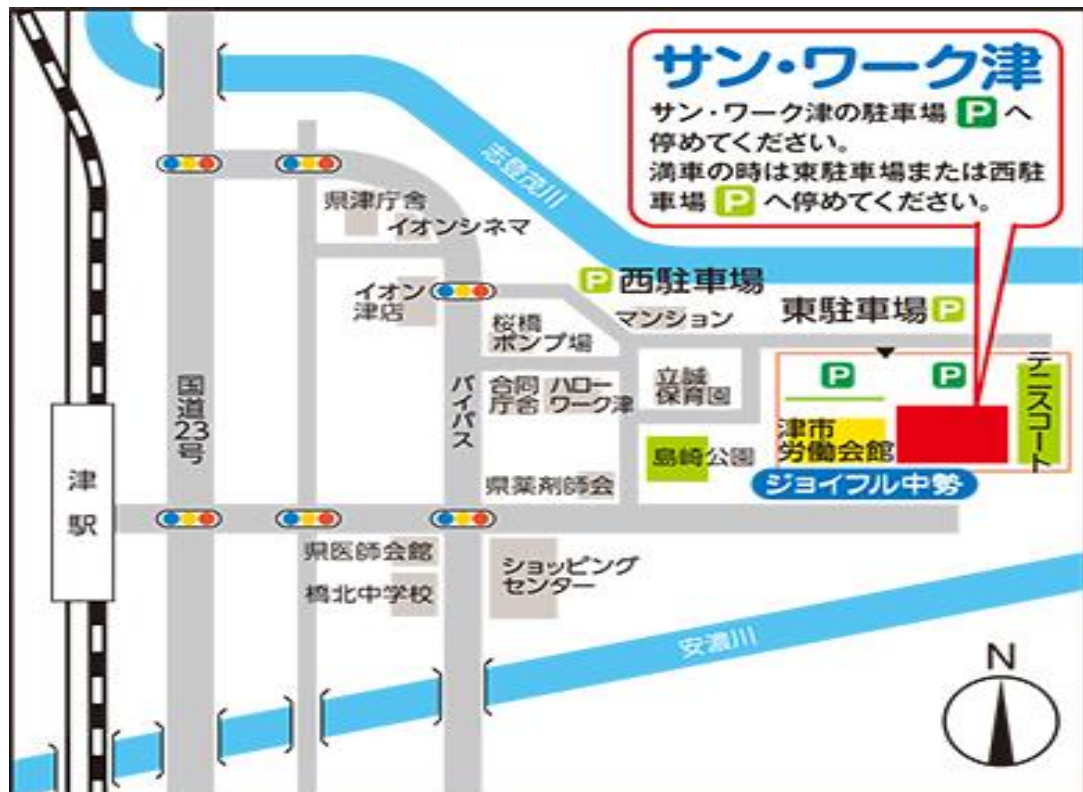 サン・ワーク津
サン・ワーク津の駐車場 P へ
停めてください。
満車の時は東駐車場または西駐
車場 P へ停めてください。
志登茂川
県津庁舎
イオンシネマ
イオン
津店
P 西駐車場
マンション
東駐車場 P
桜橋
ポンプ場
国道23号
バイパス
合同
庁舎
ハロー
ワーク津
立誠
保育園
P
P
テニスコート
津市
労働会館
島崎公園
ジョイフル中勢
県薬剤師会
津駅
県医師会館
橋北中学校
ショッピング
センター
安濃川
N